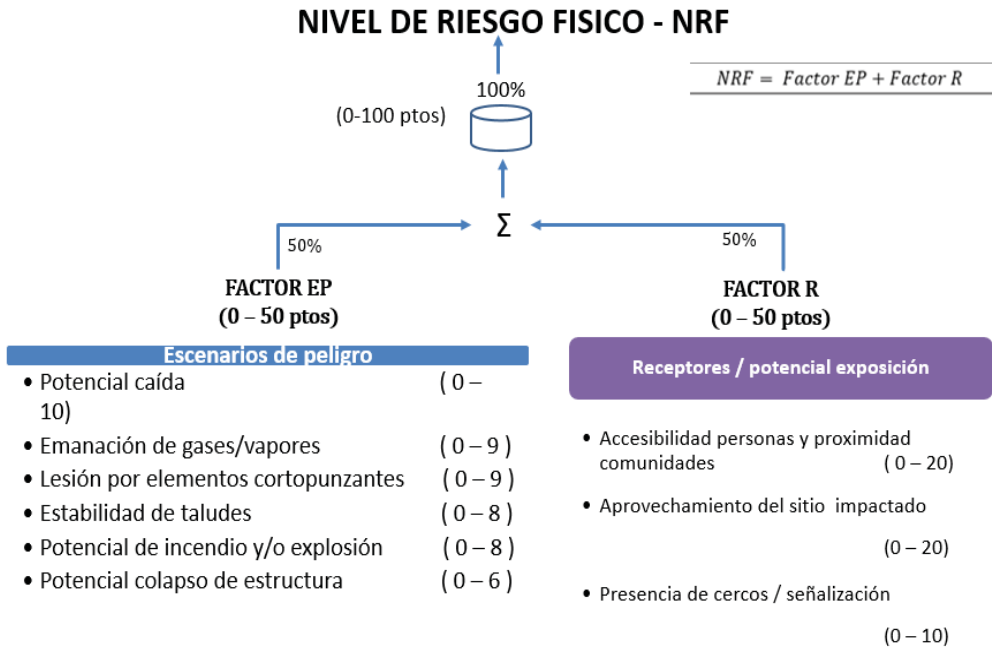 NIVEL DE RIESGO FISICO - NRF
100%
(0-100 ptos)
NRF = Factor EP + Factor R
Σ
50%
50%
FACTOR EP
(0 – 50 ptos)
Escenarios de peligro
• Potencial caída ( 0 –
10)
• Emanación de gases/vapores ( 0 – 9 )
• Lesión por elementos cortopunzantes ( 0 – 9 )
• Estabilidad de taludes ( 0 – 8 )
• Potencial de incendio y/o explosión ( 0 – 8 )
• Potencial colapso de estructura ( 0 – 6 )
FACTOR R
(0 – 50 ptos)
Receptores / potencial exposición
• Accesibilidad personas y proximidad
comunidades ( 0 – 20)
• Aprovechamiento del sitio impactado
(0 – 20)
• Presencia de cercos / señalización
(0 – 10)